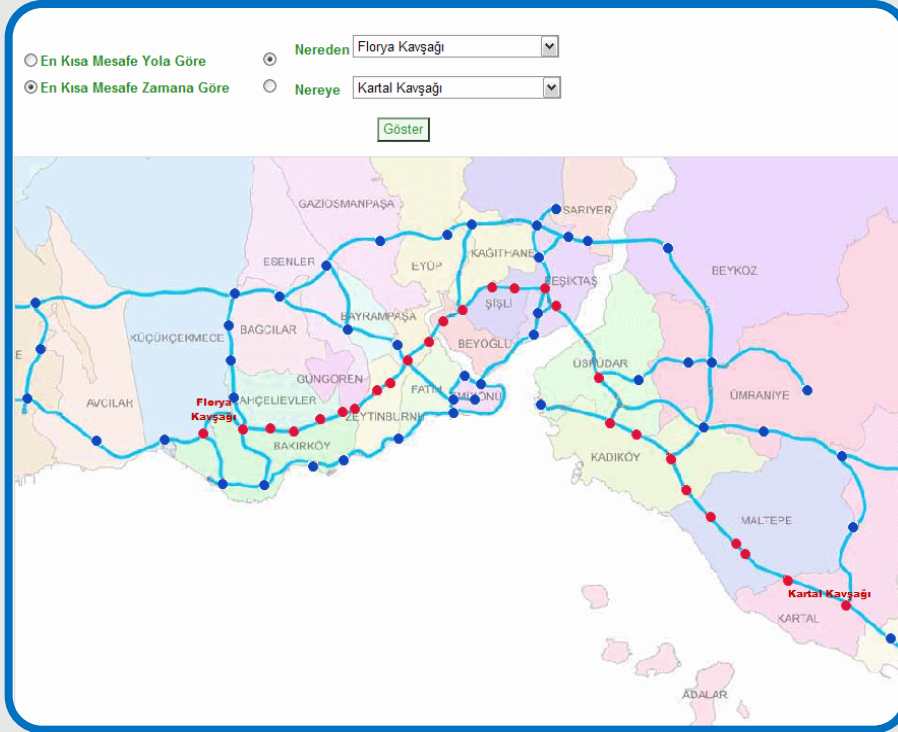 En Kısa Mesafe Yola Göre
Nereden Florya Kavşağı
En Kısa Mesafe Zamana Göre
Nereye Kartal Kavşağı
Göster
GAZİOSMANPAŞA
SARIYER
ESENLER
EYÜP
KAĞITHANE
BEYKOZ
BEŞİKTAŞ
ŞİŞLİ
BAYRAMPAŞA
KÜÇÜKÇEKMECE
BAĞCILAR
BEYOĞLU
ÜSKÜDAR
GÜNGÖREN
FATİH
EMİNÖNÜ
ÜMRANİYE
AVCILAR
Florya
Kavşağı
BAHÇELİEVLER
ZEYTİNBURNU
BAKIRKÖY
KADIKÖY
MALTEPE
Kartal Kavşağı
KARTAL
ADALAR